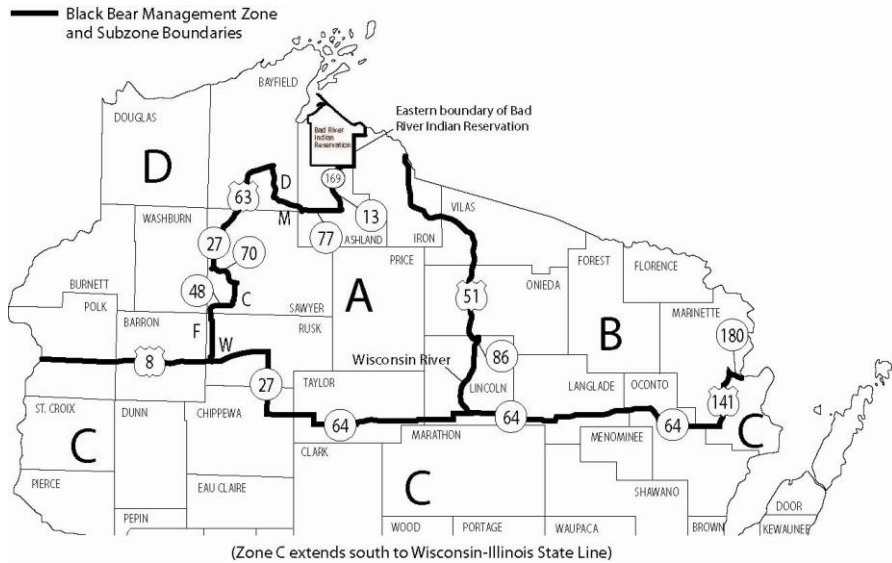 Black Bear Management Zone
and Subzone Boundaries
BAYFIELD
Eastern boundary of Bad
River Indian Reservation
DOUGLAS
Bad River
Indian
Reservation
D
D
169
63
VILAS
WASHBURN
M
13
27
70
77
ASHLAND
IRON
PRICE
FOREST
FLORENCE
BURNETT
48
C
A
51
ONIEDA
POLK
SAWYER
MARINETTE
BARRON
F
RUSK
B
180
W
Wisconsin River
86
8
TAYLOR
LINCOLN
LANGLADE
OCONTO
27
141
ST. CROIX
DUNN
CHIPPEWA
64
64
64
C
MARATHON
MENOMINEE
C
CLARK
C
PIERCE
EAU CLAIRE
SHAWANO
DOOR
PEPIN
WOOD
PORTAGE
WAUPACA
BROWN
KEWAUNEE
(Zone C extends south to Wisconsin-Illinois State Line)